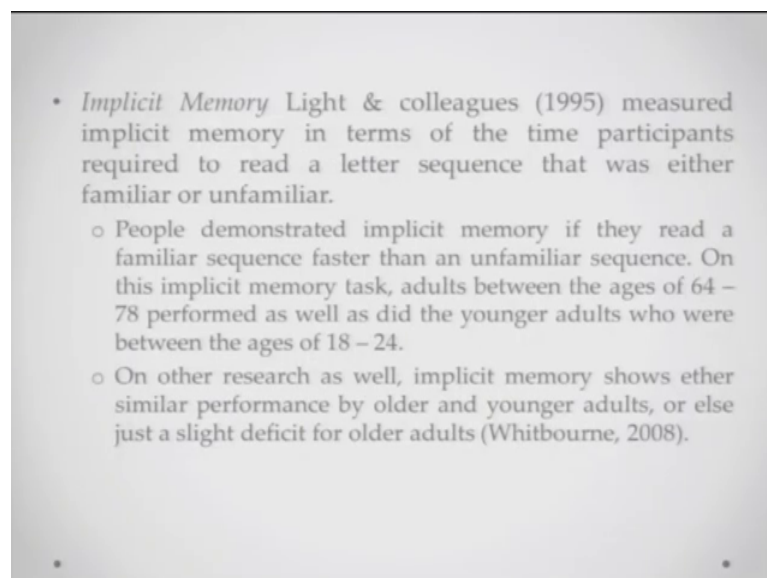 • Implicit Memory Light & colleagues (1995) measured
implicit memory in terms of the time participants
required to read a letter sequence that was either
familiar or unfamiliar.
o People demonstrated implicit memory if they read a
familiar sequence faster than an unfamiliar sequence. On
this implicit memory task, adults between the ages of 64 –
78 performed as well as did the younger adults who were
between the ages of 18 – 24.
o On other research as well, implicit memory shows ether
similar performance by older and younger adults, or else
just a slight deficit for older adults (Whitbourne, 2008).